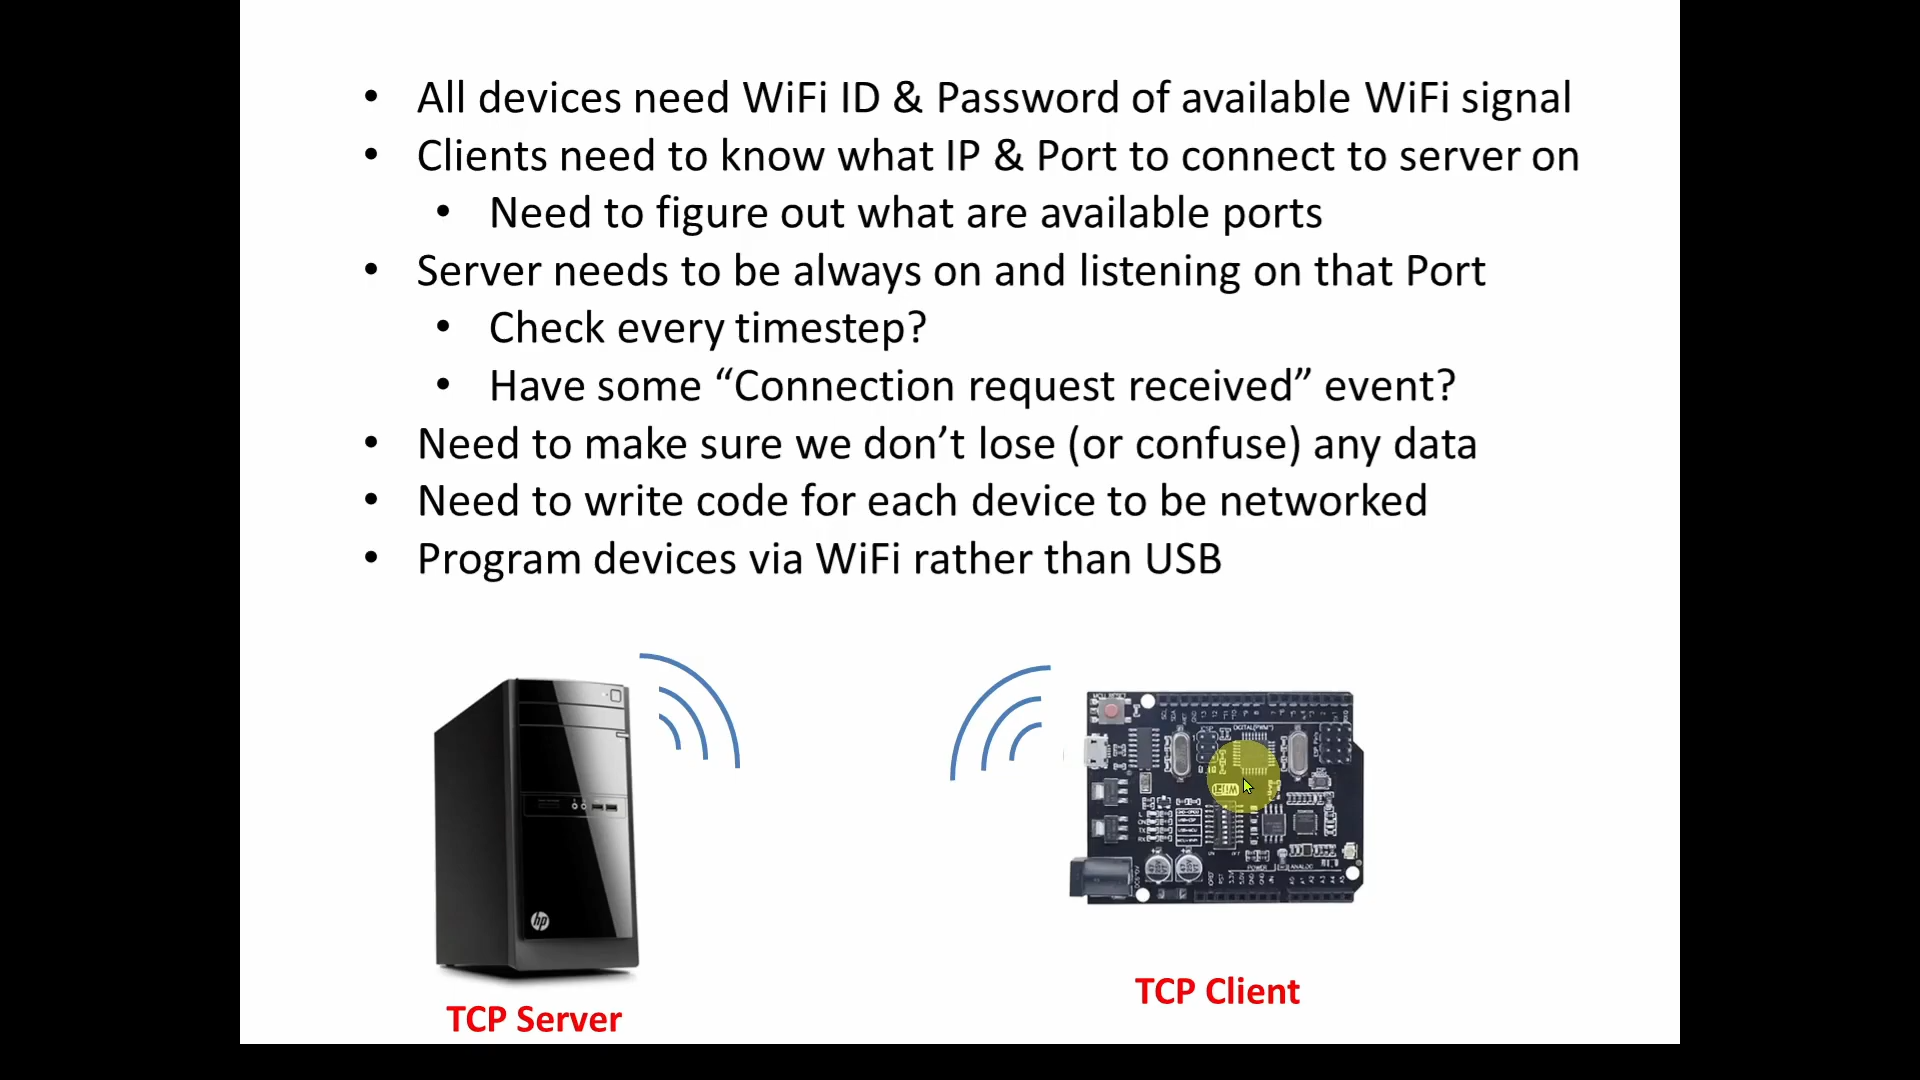 • All devices need WiFi ID & Password of available WiFi signal
• Clients need to know what IP & Port to connect to server on
• Need to figure out what are available ports
• Server needs to be always on and listening on that Port
• Check every timestep?
• Have some “Connection request received” event?
• Need to make sure we don’t lose (or confuse) any data
• Need to write code for each device to be networked
• Program devices via WiFi rather than USB
hp
WiFi
POWER
ANALOG
TCP Client
TCP Server